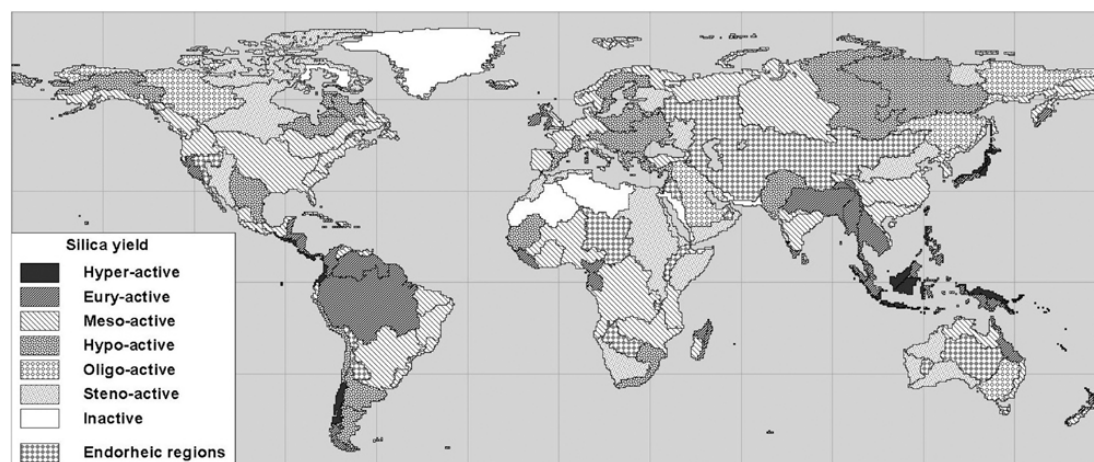 Silica yield
Hyper-active
Eury-active
Meso-active
Hypo-active
Oligo-active
Steno-active
Inactive
Endorheic regions